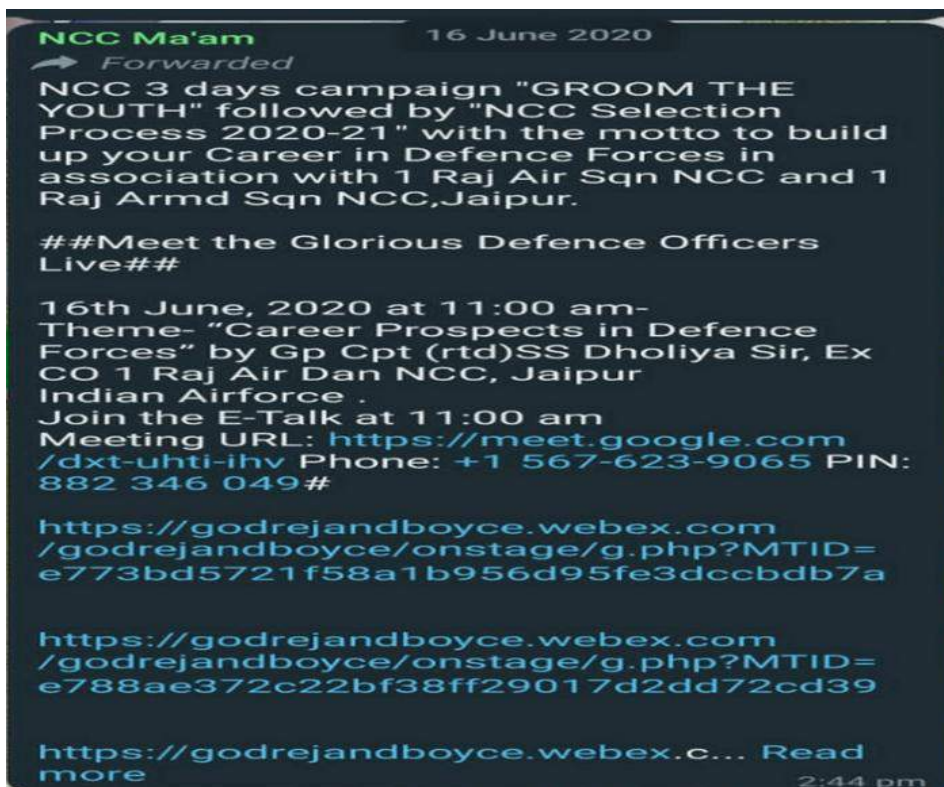 NCC Ma'am
16 June 2020
Forwarded
NCC 3 days campaign "GROOM THE
YOUTH" followed by "NCC Selection
Process 2020-21" with the motto to build
up your Career in Defence Forces in
association with 1 Raj Air Sqn NCC and 1
Raj Armd Sqn NCC,Jaipur.
##Meet the Glorious Defence Officers
Live##
16th June, 2020 at 11:00 am-
Theme- “Career Prospects in Defence
Forces” by Gp Cpt (rtd)SS Dholiya Sir, Ex
CO 1 Raj Air Dan NCC, Jaipur
Indian Airforce .
Join the E-Talk at 11:00 am
Meeting URL: https://meet.google.com
/dxt-uhti-ihv Phone: +1 567-623-9065 PIN:
882 346 049#
https://godrejandboyce.webex.com
/godrejandboyce/onstage/g.php?MTID=
e773bd5721f58a1b956d95fe3dccbdb7a
https://godrejandboyce.webex.com
/godrejandboyce/onstage/g.php?MTID=
e788ae372c22bf38ff29017d2dd72cd39
https://godrejandboyce.webex.c... Read
more
2:44 pm